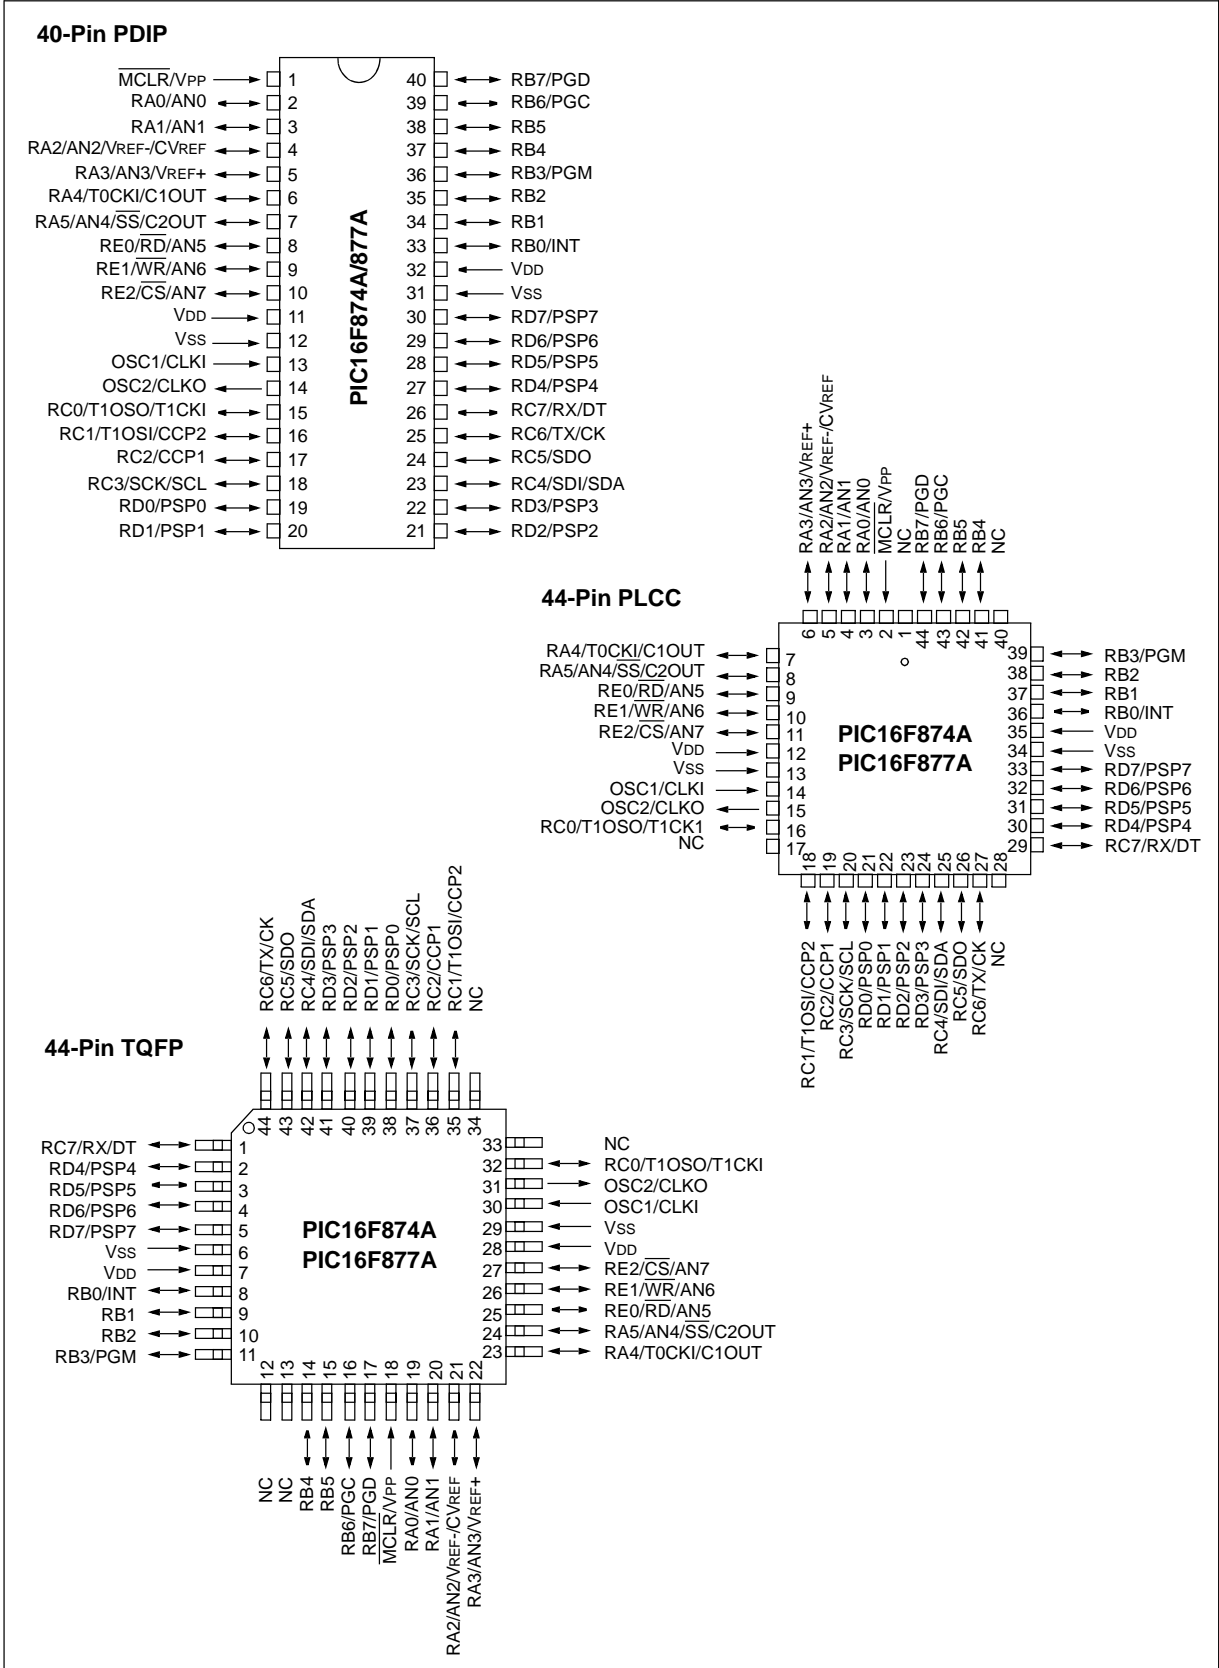 40-Pin PDIP
MCLR/VPP 1
RA0/AN0 2
RA1/AN1 3
RA2/AN2/VREF-/CVREF 4
RA3/AN3/VREF+ 5
RA4/T0CKI/C1OUT 6
RA5/AN4/SS/C2OUT 7
RE0/RD/AN5 8
RE1/WR/AN6 9
RE2/CS/AN7 10
VDD 11
VSS 12
OSC1/CLKI 13
OSC2/CLKO 14
RC0/T1OSO/T1CKI 15
RC1/T1OSI/CCP2 16
RC2/CCP1 17
RC3/SCK/SCL 18
RD0/PSP0 19
RD1/PSP1 20
PIC16F874A/877A
40 RB7/PGD
39 RB6/PGC
38 RB5
37 RB4
36 RB3/PGM
35 RB2
34 RB1
33 RB0/INT
32 VDD
31 VSS
30 RD7/PSP7
29 RD6/PSP6
28 RD5/PSP5
27 RD4/PSP4
26 RC7/RX/DT
25 RC6/TX/CK
24 RC5/SDO
23 RC4/SDI/SDA
22 RD3/PSP3
21 RD2/PSP2
44-Pin PLCC
RA3/AN3/VREF+ 6
RA2/AN2/VREF-/CVREF 5
RA1/AN1 4
RA0/AN0 3
MCLR/VPP 2
NC 1
RB7/PGD 44
RB6/PGC 43
RB5 42
RB4 41
NC 40
RA4/T0CKI/C1OUT 7
RA5/AN4/SS/C2OUT 8
RE0/RD/AN5 9
RE1/WR/AN6 10
RE2/CS/AN7 11
VDD 12
VSS 13
OSC1/CLKI 14
OSC2/CLKO 15
RC0/T1OSO/T1CK1 16
NC 17
PIC16F874A
PIC16F877A
39 RB3/PGM
38 RB2
37 RB1
36 RB0/INT
35 VDD
34 VSS
33 RD7/PSP7
32 RD6/PSP6
31 RD5/PSP5
30 RD4/PSP4
29 RC7/RX/DT
18 RC1/T1OSI/CCP2
19 RC2/CCP1
20 RC3/SCK/SCL
21 RD0/PSP0
22 RD1/PSP1
23 RD2/PSP2
24 RD3/PSP3
25 RC4/SDI/SDA
26 RC5/SDO
27 RC6/TX/CK
28 NC
44-Pin TQFP
RC6/TX/CK 44
RC5/SDO 43
RC4/SDI/SDA 42
RD3/PSP3 41
RD2/PSP2 40
RD1/PSP1 39
RD0/PSP0 38
RC3/SCK/SCL 37
RC2/CCP1 36
RC1/T1OSI/CCP2 35
NC 34
RC7/RX/DT 1
RD4/PSP4 2
RD5/PSP5 3
RD6/PSP6 4
RD7/PSP7 5
VSS 6
VDD 7
RB0/INT 8
RB1 9
RB2 10
RB3/PGM 11
PIC16F874A
PIC16F877A
33 NC
32 RC0/T1OSO/T1CKI
31 OSC2/CLKO
30 OSC1/CLKI
29 VSS
28 VDD
27 RE2/CS/AN7
26 RE1/WR/AN6
25 RE0/RD/AN5
24 RA5/AN4/SS/C2OUT
23 RA4/T0CKI/C1OUT
12 NC
13 NC
14 RB4
15 RB5
16 RB6/PGC
17 RB7/PGD
18 MCLR/VPP
19 RA0/AN0
20 RA1/AN1
21 RA2/AN2/VREF-/CVREF
22 RA3/AN3/VREF+